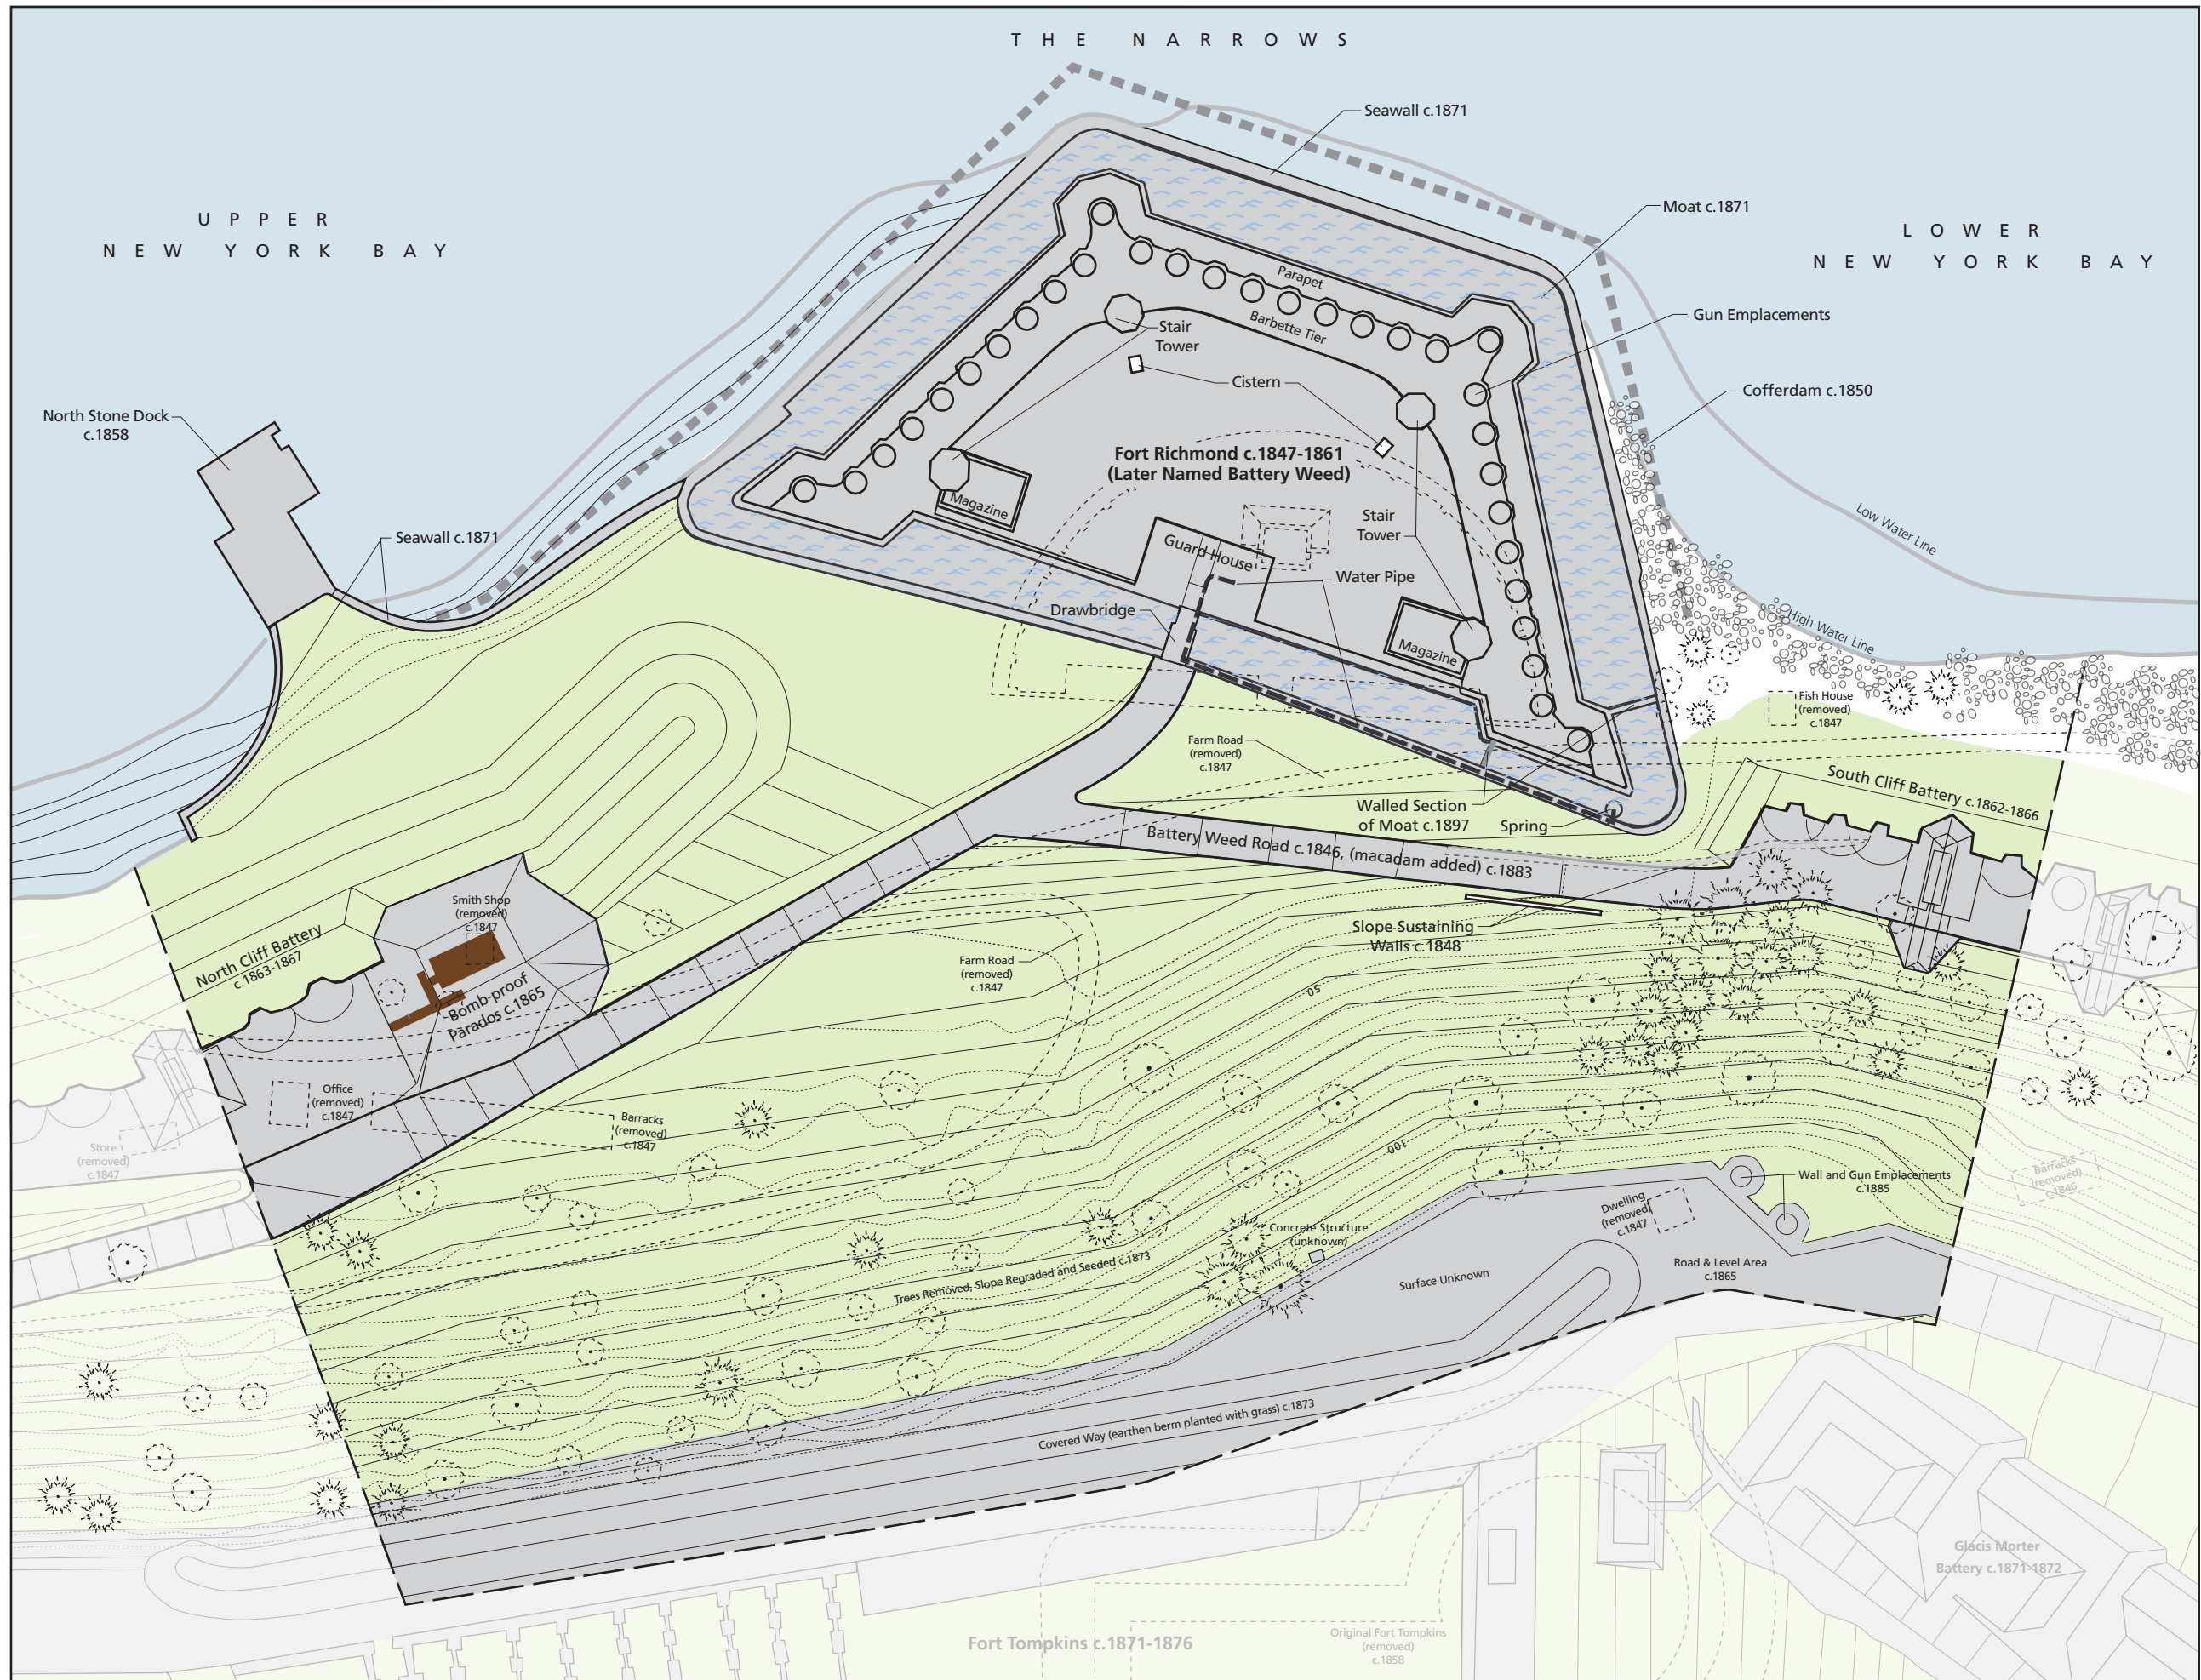 THE NARROWS
Seawall c.1871
UPPER
NEW YORK BAY
Moat c.1871
LOWER
NEW YORK BAY
Parapet
Barbette Tier
Gun Emplacements
Stair
Tower
Cistern
Cofferdam c.1850
North Stone Dock
c.1858
Fort Richmond c.1847-1861
(Later Named Battery Weed)
Magazine
Stair
Tower
Low Water Line
Seawall c.1871
Guard House
Water Pipe
Drawbridge
High Water Line
Magazine
Fish House
(removed)
c.1847
Farm Road
(removed)
c.1847
South Cliff Battery c.1862-1866
Walled Section
of Moat c.1897
Spring
Battery Weed Road c.1846, (macadam added) c.1883
Smith Shop
(removed)
c.1847
North Cliff Battery
c.1863-1867
Slope Sustaining
Walls c.1848
Farm Road
(removed)
c.1847
Bomb-proof
Parados c.1865
50
Office
(removed)
c.1847
Barracks
(removed)
c.1847
Store
(removed)
c.1847
100
Wall and Gun Emplacements
c.1885
Barracks
(removed)
c.1846
Dwelling
(removed)
c.1847
Concrete Structure
(unknown)
Road & Level Area
c.1865
Surface Unknown
Trees Removed, Slope Regraded and Seeded c.1873
Covered Way (earthen berm planted with grass) c.1873
Glacis Morter
Battery c.1871-1872
Fort Tompkins c.1871-1876
Original Fort Tompkins
(removed)
c.1858